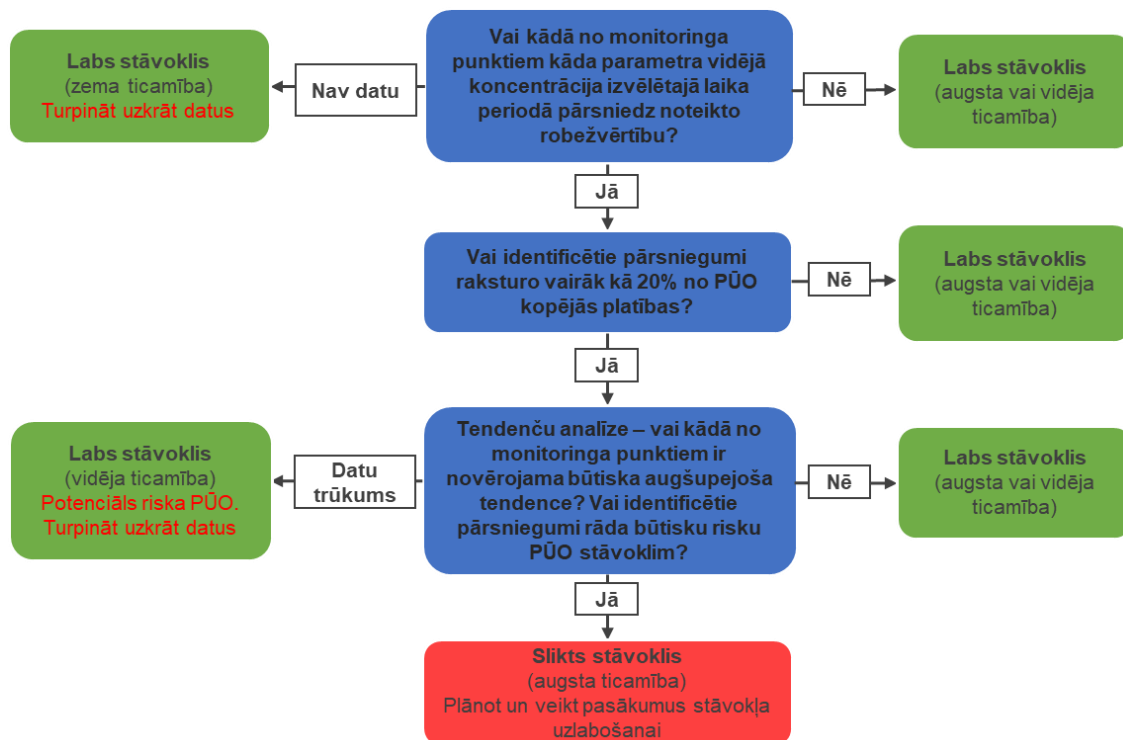 Vai kādā no monitoringa
punktiem kāda parametra vidējā
koncentrācija izvēlētajā laika
periodā pārsniedz noteikto
robežvērtību?
Nav datu
Labs stāvoklis
(zema ticamība)
Turpināt uzkrāt datus
Nē
Labs stāvoklis
(augsta vai vidēja
ticamība)
Jā
Vai identificētie pārsniegumi
raksturo vairāk kā 20% no PŪO
kopējās platības?
Nē
Labs stāvoklis
(augsta vai vidēja
ticamība)
Jā
Tendenču analīze – vai kādā no
monitoringa punktiem ir
novērojama būtiska augšupejoša
tendence? Vai identificētie
pārsniegumi rāda būtisku risku
PŪO stāvoklim?
Datu
trūkums
Labs stāvoklis
(vidēja ticamība)
Potenciāls riska PŪO.
Turpināt uzkrāt datus
Nē
Labs stāvoklis
(augsta vai vidēja
ticamība)
Jā
Slikts stāvoklis
(augsta ticamība)
Plānot un veikt pasākumus stāvokļa
uzlabošanai